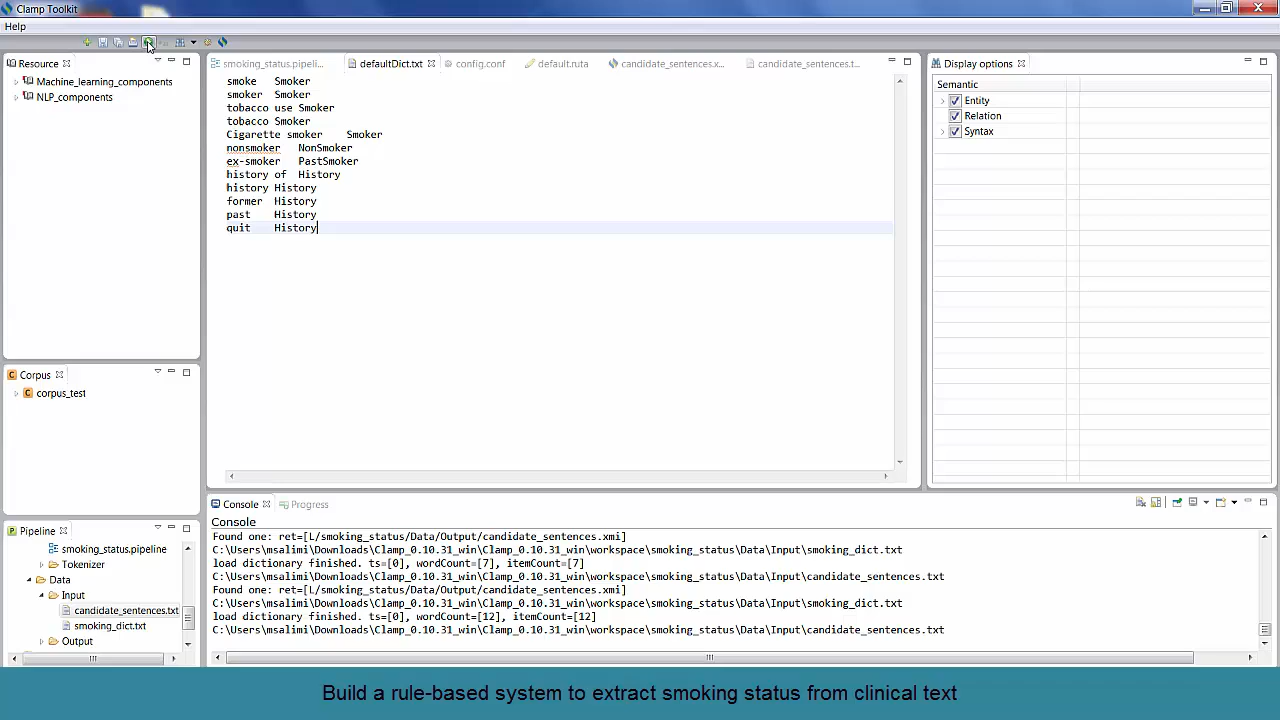 Clamp Toolkit
Help
Resource
Machine_learning_components
NLP_components
Corpus
corpus_test
Pipeline
smoking_status.pipeline
Tokenizer
Data
Input
candidate_sentences.txt
smoking_dict.txt
Output
smoking_status.pipeli...
defaultDict.txt
config.conf
default.ruta
candidate_sentences.x...
candidate_sentences.t...
smoke Smoker
smoker Smoker
tobacco use Smoker
tobacco Smoker
Cigarette smoker Smoker
nonsmoker NonSmoker
ex-smoker PastSmoker
history of History
history History
former History
past History
quit History
Display options
Semantic
Entity
Relation
Syntax
Console
Progress
Console
Found one: ret=[L/smoking_status/Data/Output/candidate_sentences.xmi]
C:\Users\msalimi\Downloads\Clamp_0.10.31_win\Clamp_0.10.31_win\workspace\smoking_status\Data\Input\smoking_dict.txt
load dictionary finished. ts=[0], wordCount=[7], itemCount=[7]
C:\Users\msalimi\Downloads\Clamp_0.10.31_win\Clamp_0.10.31_win\workspace\smoking_status\Data\Input\candidate_sentences.txt
Found one: ret=[L/smoking_status/Data/Output/candidate_sentences.xmi]
C:\Users\msalimi\Downloads\Clamp_0.10.31_win\Clamp_0.10.31_win\workspace\smoking_status\Data\Input\smoking_dict.txt
load dictionary finished. ts=[0], wordCount=[12], itemCount=[12]
C:\Users\msalimi\Downloads\Clamp_0.10.31_win\Clamp_0.10.31_win\workspace\smoking_status\Data\Input\candidate_sentences.txt
Build a rule-based system to extract smoking status from clinical text